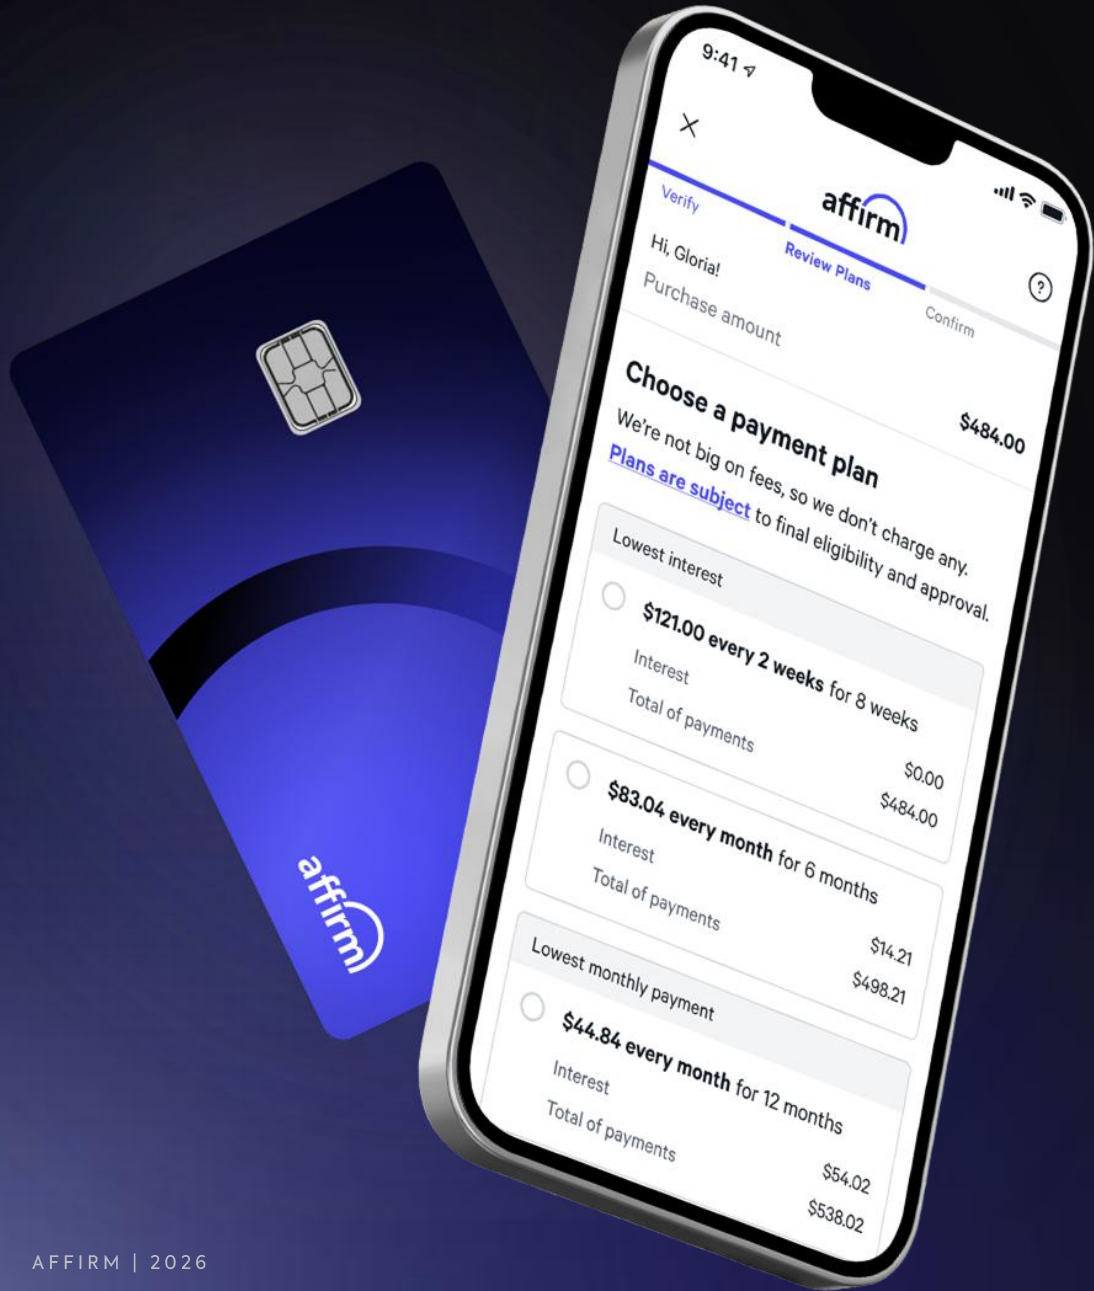 9:41
affirm
Verify
Review Plans
Confirm
Hi, Gloria!
Purchase amount
$484.00
Choose a payment plan
We're not big on fees, so we don't charge any.
Plans are subject to final eligibility and approval.
Lowest interest
$121.00 every 2 weeks for 8 weeks
Interest
$0.00
Total of payments
$484.00
$83.04 every month for 6 months
Interest
$14.21
Total of payments
$498.21
Lowest monthly payment
$44.84 every month for 12 months
Interest
$54.02
Total of payments
$538.02
affirm
AFFIRM | 2026